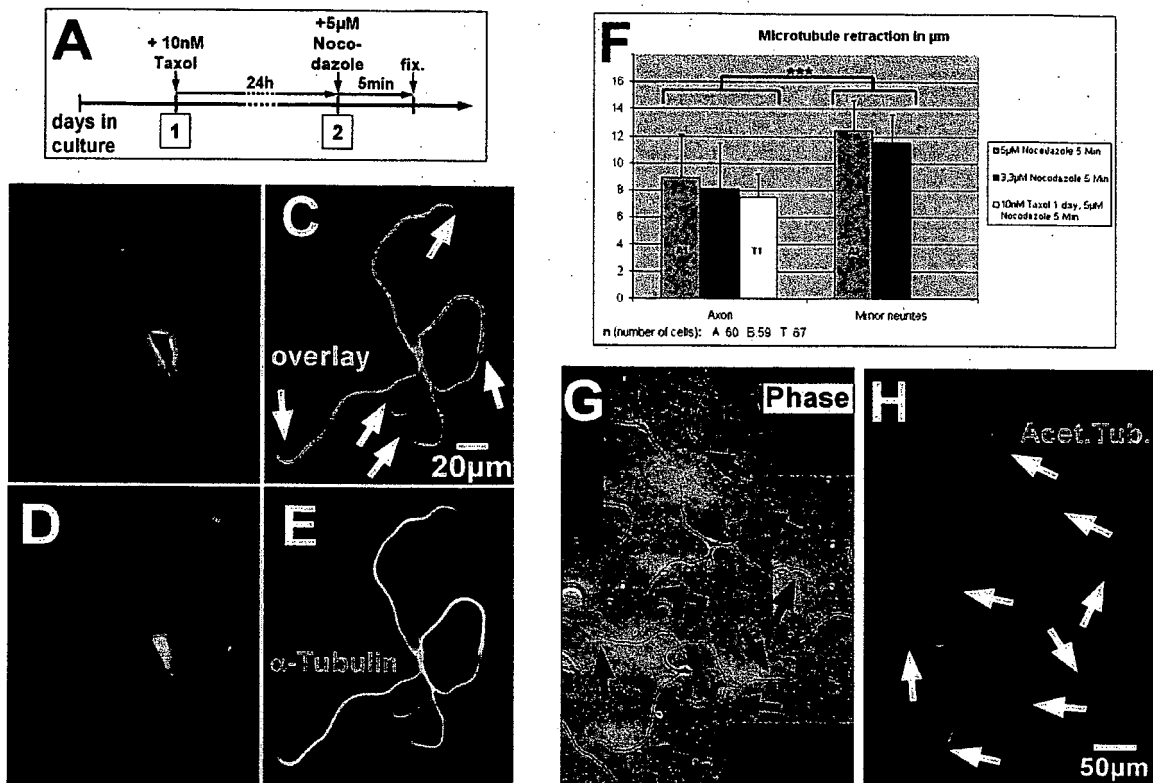 A
+ 10nM
Taxol
+5µM
Noco-
dazole
fix.
24h
5min
days in
culture
1
2
C
overlay
20µm
D
E
α-Tubulin
F
Microtubule retraction in µm
***
16
14
12
10
8
6
4
2
0
T1
Axon
Minor neurites
5µM Nocodazole 5 Min
3,3µM Nocodazole 5 Min
10nM Taxol 1 day, 5µM
Nocodazole 5 Min
n (number of cells): A 60 B 59 T 67
G
Phase
H
Acet.Tub.
50µm